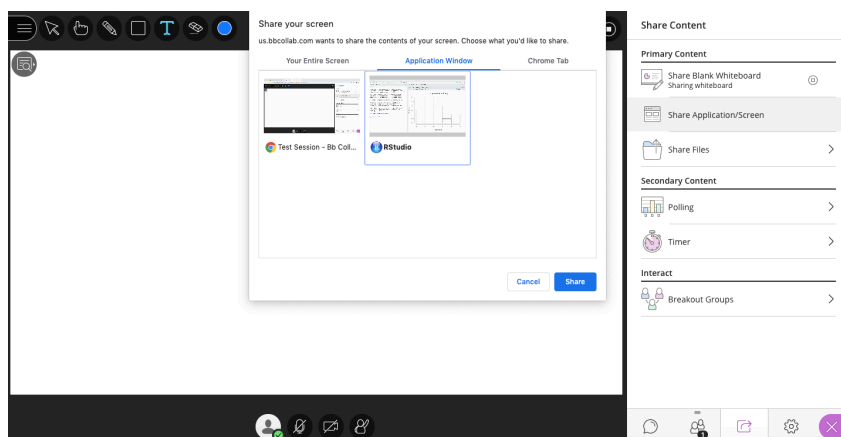 Share your screen
us.bbcollab.com wants to share the contents of your screen. Choose what you'd like to share.
Your Entire Screen
Application Window
Chrome Tab
Test Session - Bb Coll...
RStudio
Cancel
Share
T
Share Content
Primary Content
Share Blank Whiteboard
Sharing whiteboard
Share Application/Screen
Share Files
Secondary Content
Polling
Timer
Interact
Breakout Groups
1